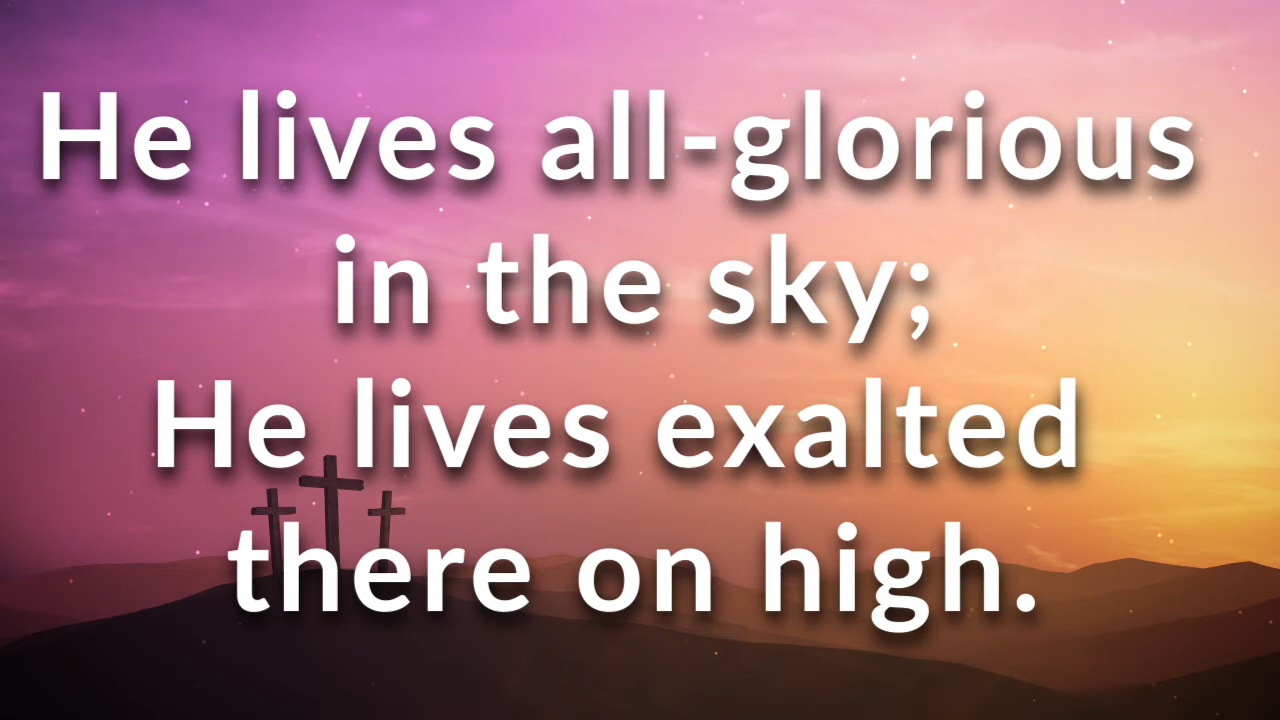 He lives all-glorious
in the sky;
He lives exalted
there on high.